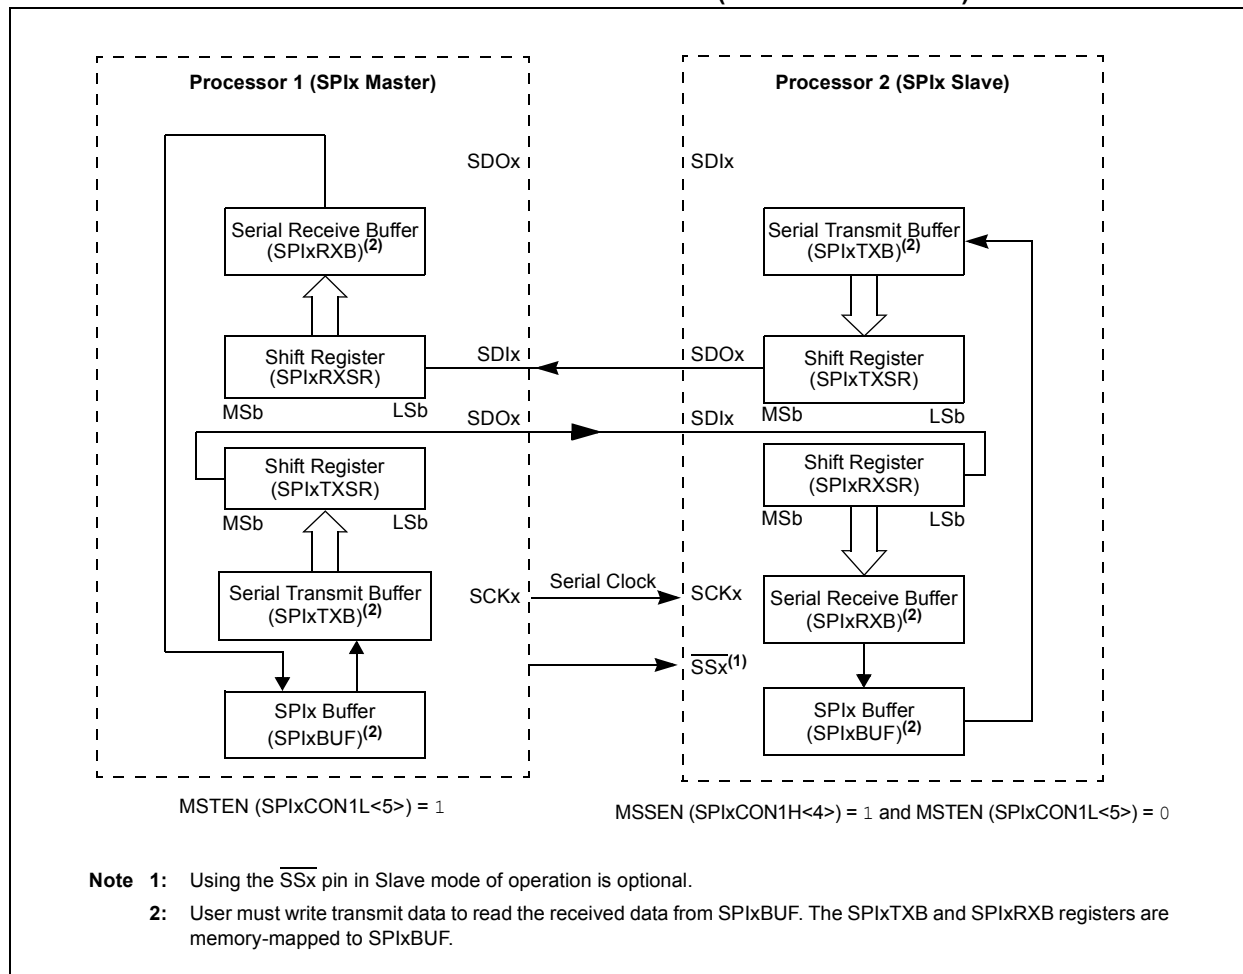 Processor 1 (SPIx Master)
SDOx
Serial Receive Buffer
(SPIxRXB)(2)
Shift Register
(SPIxRXSR)
SDIx
MSb
LSb
SDOx
Shift Register
(SPIxTXSR)
MSb
LSb
Serial Transmit Buffer
(SPIxTXB)(2)
SCKx
Serial Clock
SPIx Buffer
(SPIxBUF)(2)
MSTEN (SPIxCON1L<5>) = 1
Processor 2 (SPIx Slave)
SDIx
Serial Transmit Buffer
(SPIxTXB)(2)
SDOx
Shift Register
(SPIxTXSR)
MSb
LSb
SDIx
Shift Register
(SPIxRXSR)
MSb
LSb
SCKx
Serial Receive Buffer
(SPIxRXB)(2)
SSx(1)
SPIx Buffer
(SPIxBUF)(2)
MSSEN (SPIxCON1H<4>) = 1 and MSTEN (SPIxCON1L<5>) = 0
Note 1: Using the SSx pin in Slave mode of operation is optional.
2: User must write transmit data to read the received data from SPIxBUF. The SPIxTXB and SPIxRXB registers are
memory-mapped to SPIxBUF.